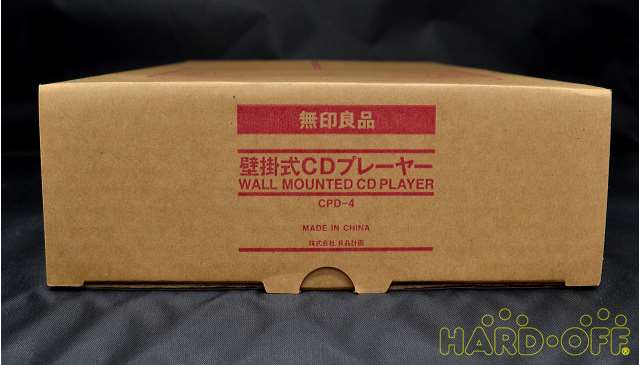 無印良品
壁掛式CDプレーヤー
WALL MOUNTED CD PLAYER
CPD-4
MADE IN CHINA
株式会社 良品計画
HARD・OFF®